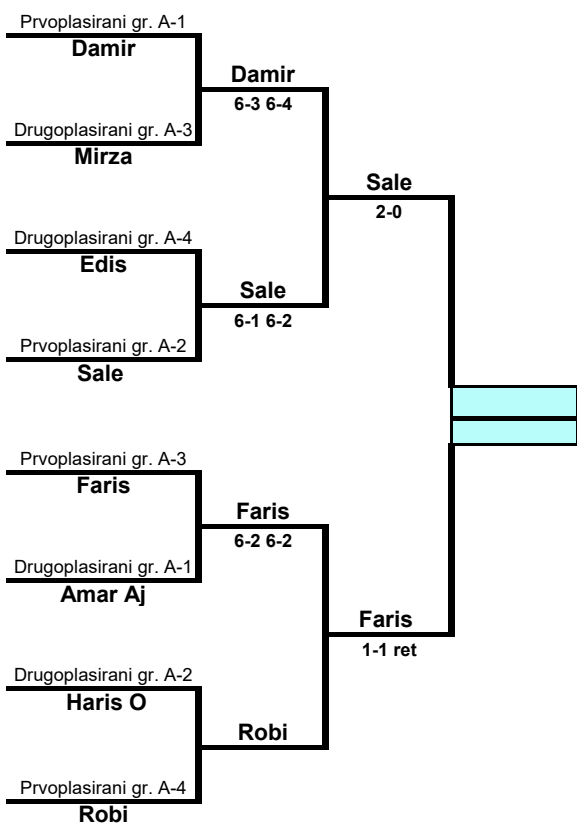 Prvoplasirani gr. A-1
Damir
Damir
6-3 6-4
Drugoplasirani gr. A-3
Mirza
Sale
2-0
Drugoplasirani gr. A-4
Edis
Sale
6-1 6-2
Prvoplasirani gr. A-2
Sale
Prvoplasirani gr. A-3
Faris
Faris
6-2 6-2
Drugoplasirani gr. A-1
Amar Aj
Faris
1-1 ret
Drugoplasirani gr. A-2
Haris O
Robi
Prvoplasirani gr. A-4
Robi